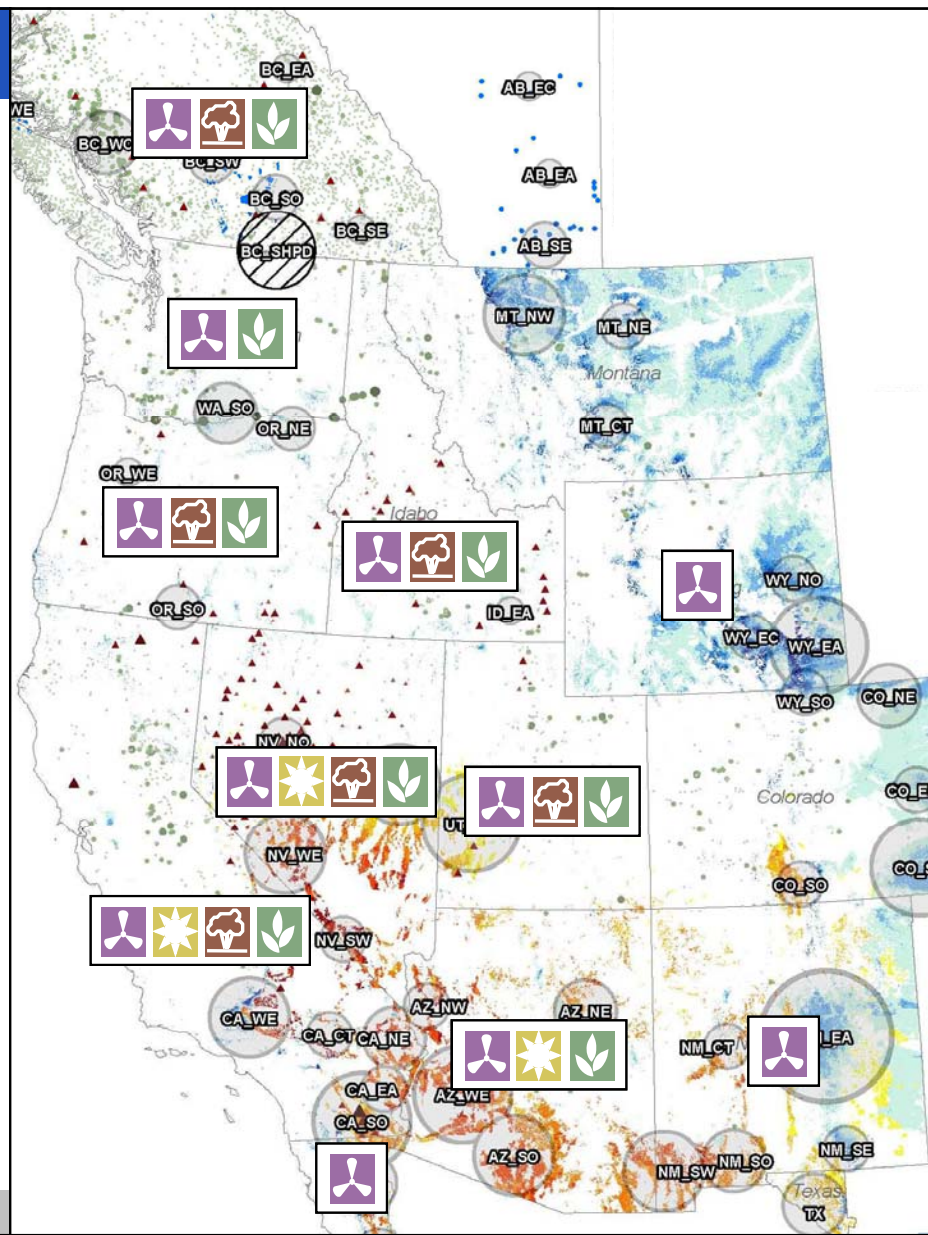 BC_EA
AB_EC
WE
BC_WC
BC_SW
AB_EA
BC_SO
BC_SE
AB_SE
BC_SHPD
MT_NW
MT_NE
Montana
WA_SO
OR_NE
MT_CT
OR_WE
Idaho
WY_NO
OR_SO
ID_EA
WY_EC
WY_EA
WY_SO
CO_NE
NV_NO
CO_E
Colorado
UT
NV_WE
CO_S
CO_SO
NV_SW
AZ_NW
AZ_NE
CA_WE
CA_CT
CA_NE
NM_CT
_EA
CA_EA
AZ_WE
CA_SO
AZ_SO
NM_SW
NM_SO
NM_SE
Texas
TX